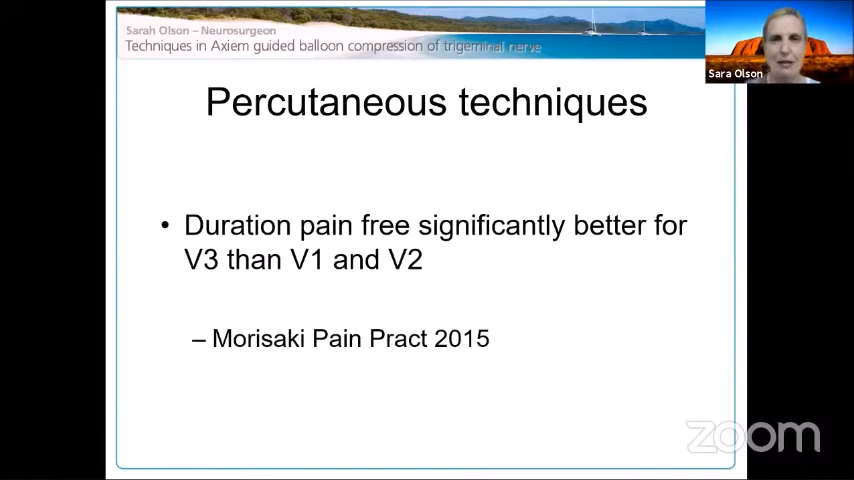 Sarah Olson – Neurosurgeon
Techniques in Axiem guided balloon compression of trigeminal nerve
Sara Olson
Percutaneous techniques
• Duration pain free significantly better for
V3 than V1 and V2
– Morisaki Pain Pract 2015
zoom